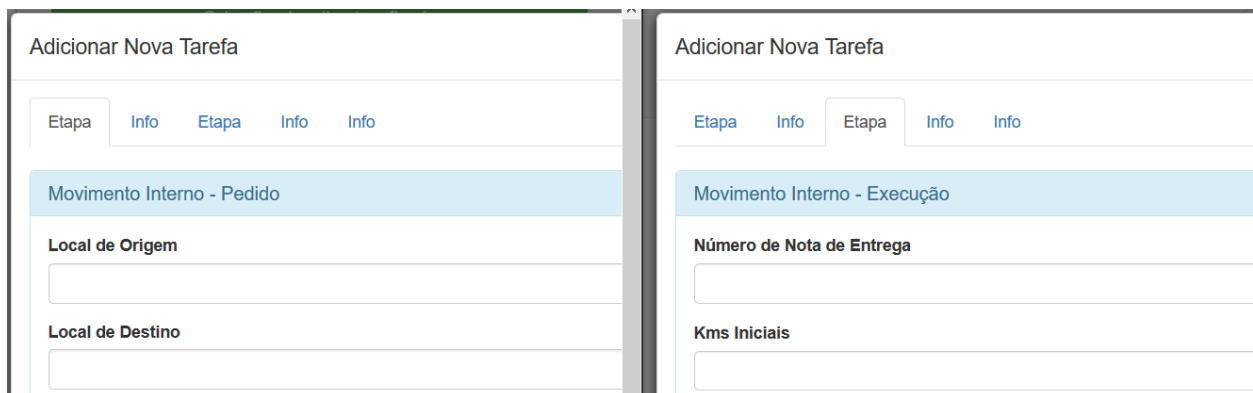 Adicionar Nova Tarefa
Etapa Info Etapa Info Info
Movimento Interno - Pedido
Local de Origem
Local de Destino
Adicionar Nova Tarefa
Etapa Info Etapa Info Info
Movimento Interno - Execução
Número de Nota de Entrega
Kms Iniciais